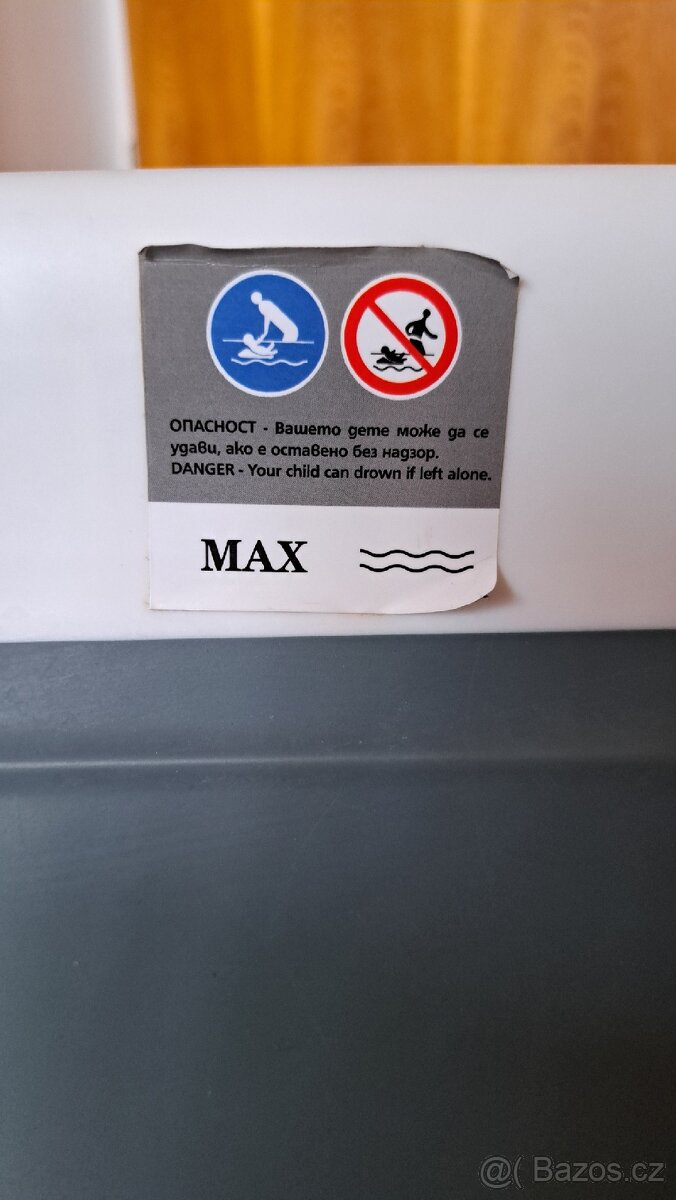 ОПАСНОСТ - Вашето дете може да се
удави, ако е оставено без надзор.
DANGER - Your child can drown if left alone.
MAX
@( Bazos.cz